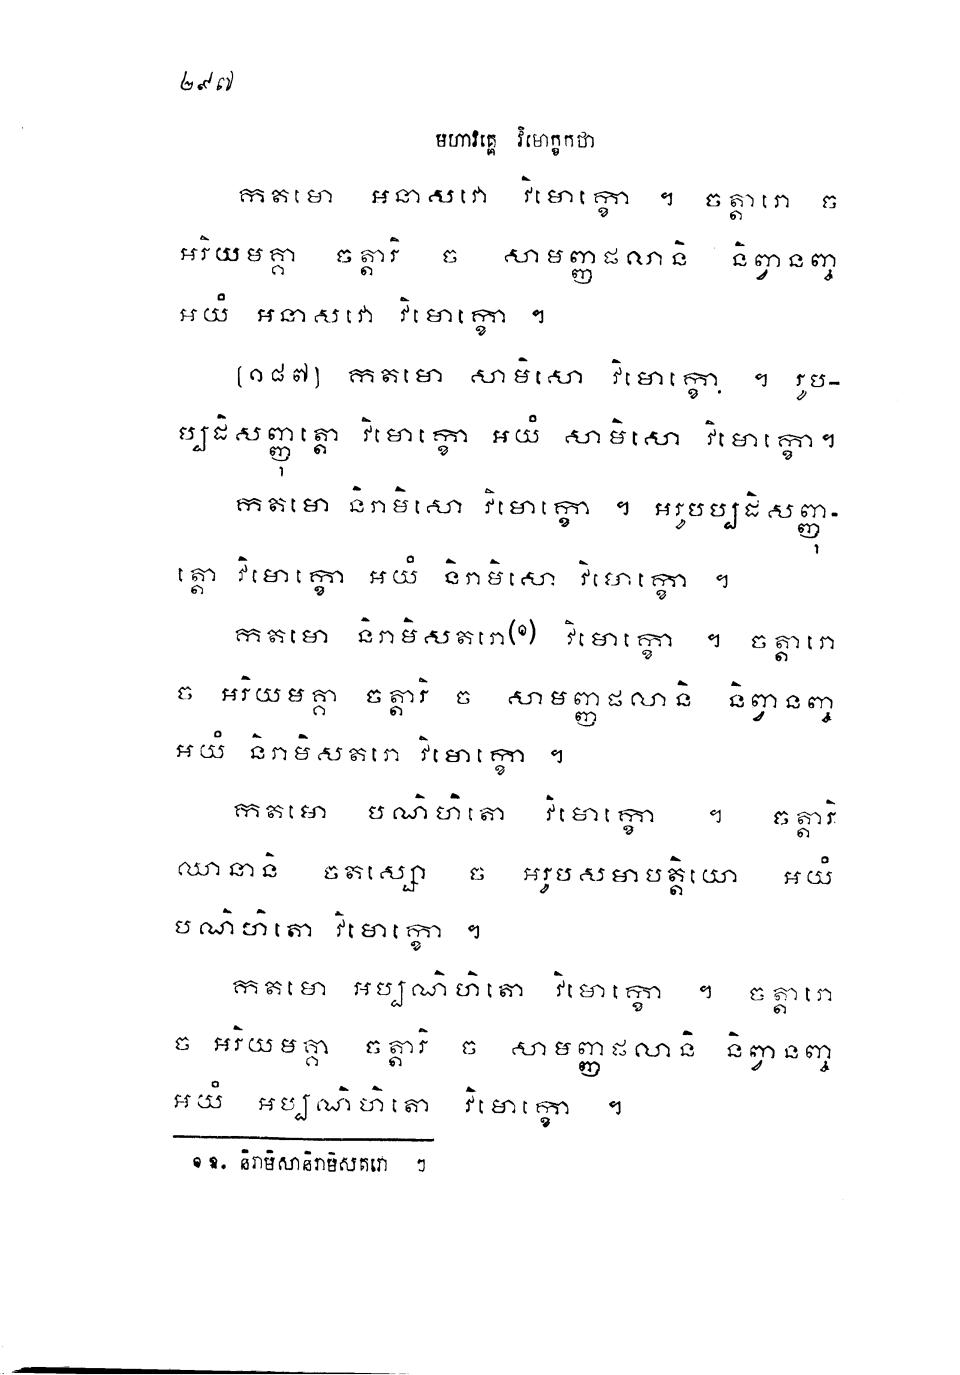 ២៩៧
មហាវគ្គេ វិមោក្ខកថា
កតមោ អនាសវោ វិមោក្ខោ ។ ចត្តារោ ច
អរិយមគ្គា ចត្តារិ ច សាមញ្ញផលានិ និព្វានញ្ច
អយំ អនាសវោ វិមោក្ខោ ។
[១៨៧] កតមោ សាមិសោ វិមោក្ខោ ។ រូប-
ប្បដិសញ្ញុត្តោ វិមោក្ខោ អយំ សាមិសោ វិមោក្ខោ។
កតមោ និរាមិសោ វិមោក្ខោ ។ អរូបប្បដិសញ្ញុ-
ត្តោ វិមោក្ខោ អយំ និរាមិសោ វិមោក្ខោ ។
កតមោ និរាមិសតរោ(១) វិមោក្ខោ ។ ចត្តារោ
ច អរិយមគ្គា ចត្តារិ ច សាមញ្ញផលានិ និព្វានញ្ច
អយំ និរាមិសតរោ វិមោក្ខោ ។
កតមោ បណិហិតោ វិមោក្ខោ ។ ចត្តារិ
ឈានានិ ចតស្សោ ច អរូបសមាបត្តិយោ អយំ
បណិហិតោ វិមោក្ខោ ។
កតមោ អប្បណិហិតោ វិមោក្ខោ ។ ចត្តារោ
ច អរិយមគ្គា ចត្តារិ ច សាមញ្ញផលានិ និព្វានញ្ច
អយំ អប្បណិហិតោ វិមោក្ខោ ។
១ ឧ. និរាមិសានិរាមិសតរោ ។